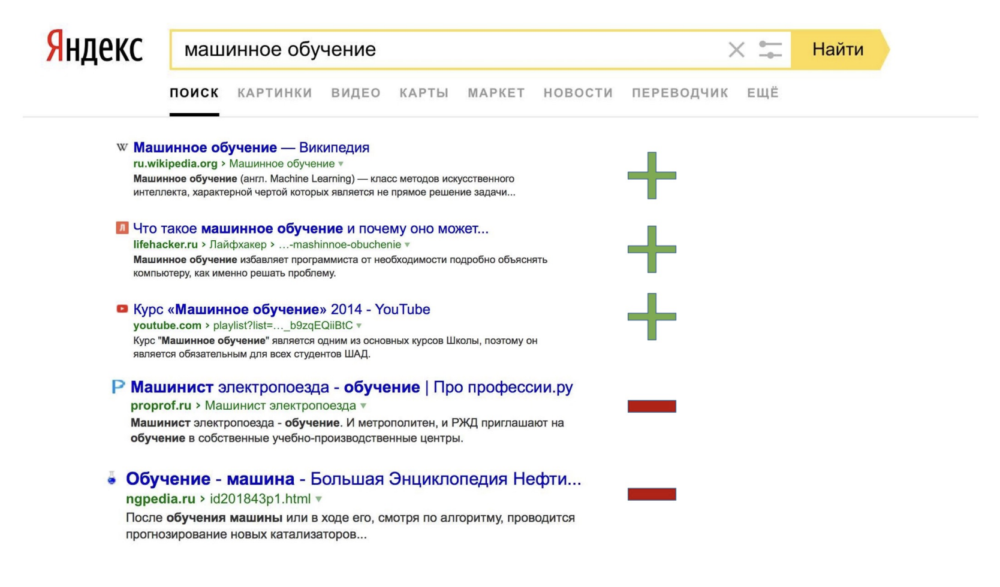 Яндекс
машинное обучение
Найти
ПОИСК КАРТИНКИ ВИДЕО КАРТЫ МАРКЕТ НОВОСТИ ПЕРЕВОДЧИК ЕЩЁ
W Машинное обучение — Википедия
ru.wikipedia.org › Машинное обучение
Машинное обучение (англ. Machine Learning) — класс методов искусственного
интеллекта, характерной чертой которых является не прямое решение задачи...
Л Что такое машинное обучение и почему оно может...
lifehacker.ru › Лайфхакер › …-mashinnoe-obuchenie
Машинное обучение избавляет программиста от необходимости подробно объяснять
компьютеру, как именно решать проблему.
Курс «Машинное обучение» 2014 - YouTube
youtube.com › playlist?list=…_b9zqEQiiBtC
Курс "Машинное обучение" является одним из основных курсов Школы, поэтому он
является обязательным для всех студентов ШАД.
P Машинист электропоезда - обучение | Про профессии.ру
proprof.ru › Машинист электропоезда
Машинист электропоезда - обучение. И метрополитен, и РЖД приглашают на
обучение в собственные учебно-производственные центры.
Обучение - машина - Большая Энциклопедия Нефти...
ngpedia.ru › id201843p1.html
После обучения машины или в ходе его, смотря по алгоритму, проводится
прогнозирование новых катализаторов...